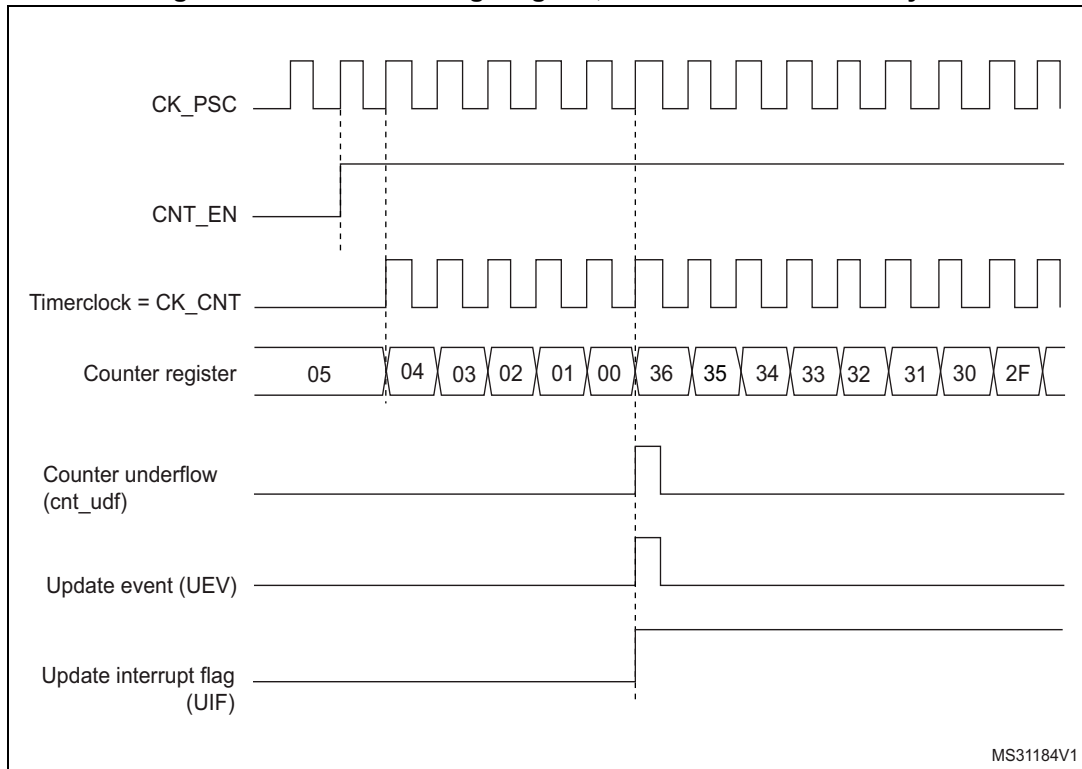 CK_PSC
CNT_EN
Timerclock = CK_CNT
Counter register 05 04 03 02 01 00 36 35 34 33 32 31 30 2F
Counter underflow
(cnt_udf)
Update event (UEV)
Update interrupt flag
(UIF)
MS31184V1